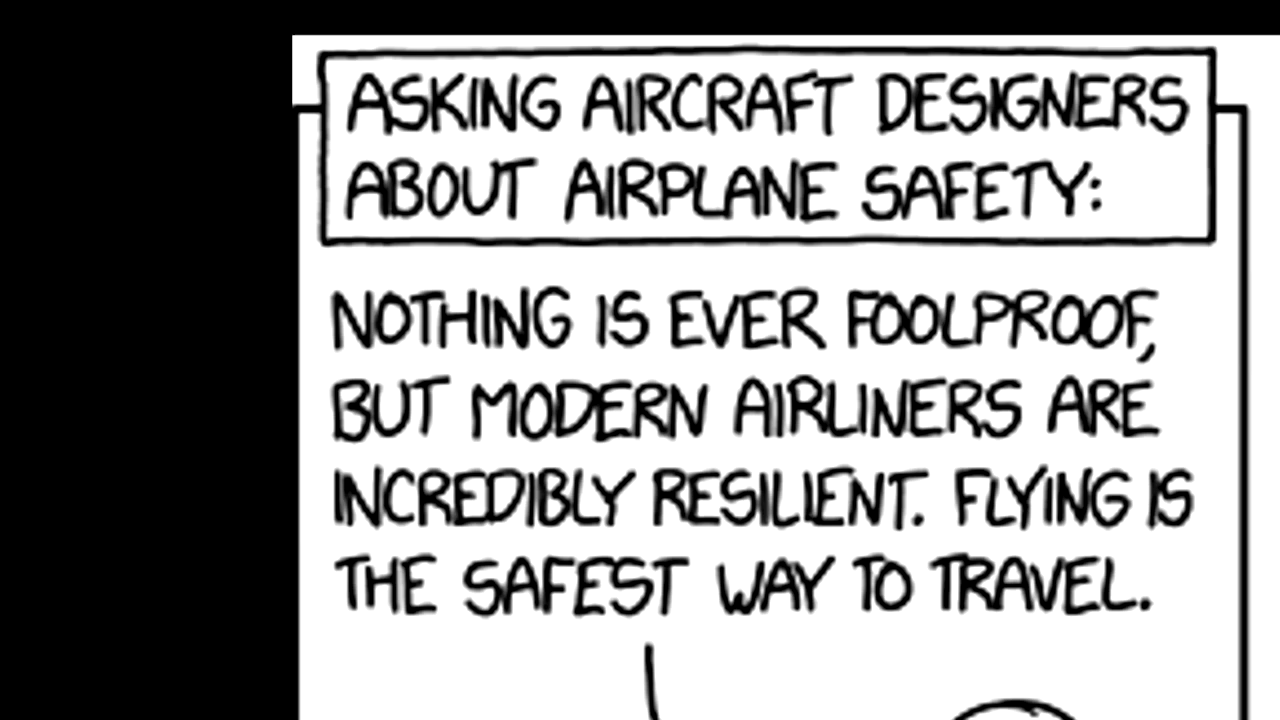 ASKING AIRCRAFT DESIGNERS
ABOUT AIRPLANE SAFETY:
NOTHING IS EVER FOOLPROOF,
BUT MODERN AIRLINERS ARE
INCREDIBLY RESILIENT. FLYING IS
THE SAFEST WAY TO TRAVEL.